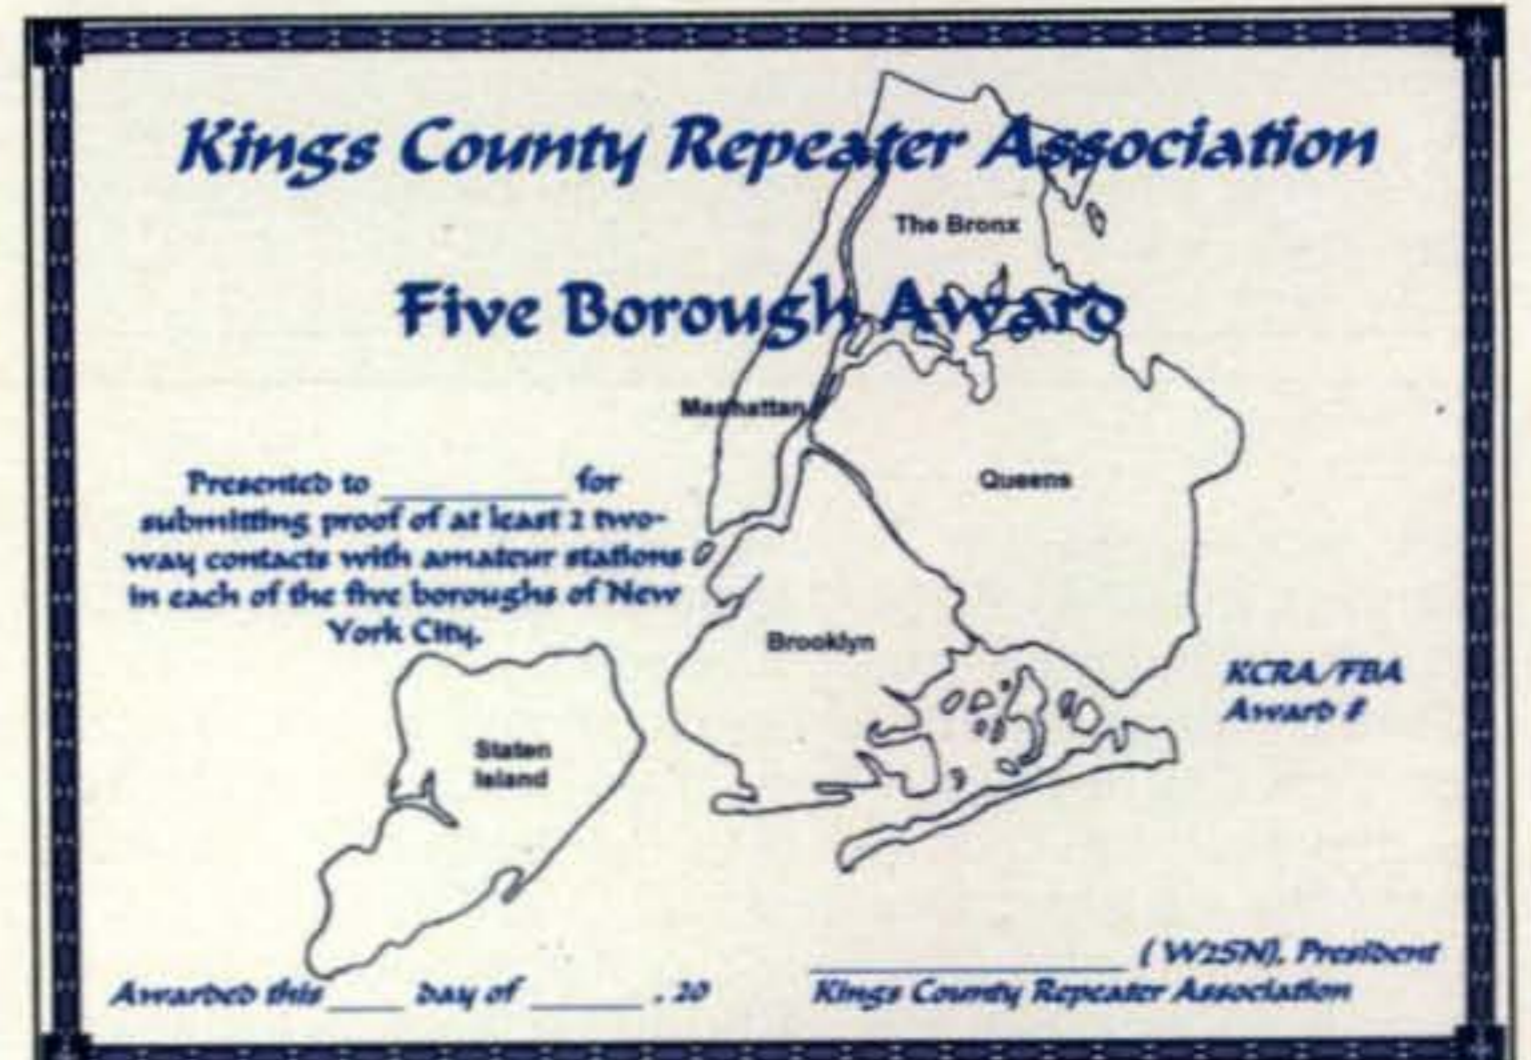 Kings County Repeater Association
The Bronx
Five Borough Award
Manhattan
Queens
Presented to __________ for
submitting proof of at least 2 two-
way contacts with amateur stations
in each of the five boroughs of New
York City.
Brooklyn
KCRA/FBA
Award #
Staten
Island
( W2SN), President
Awarded this ____ day of ______ , 20
Kings County Repeater Association